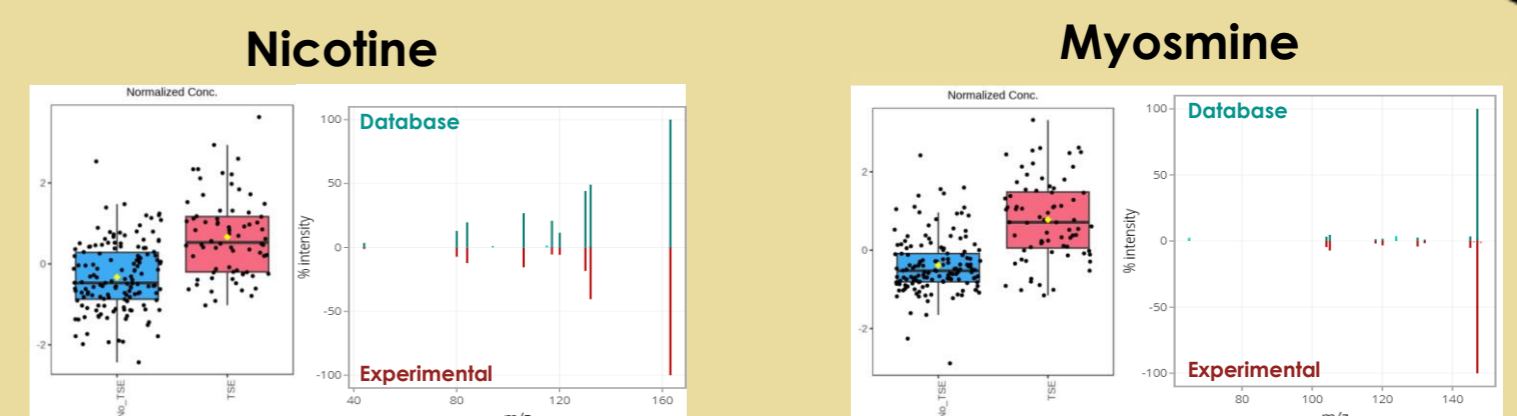 Nicotine
Myosmine
Normalized Conc.
2
0
-2
No_TSE
TSE
% intensity
100
50
0
-50
-100
Database
Experimental
40
80
120
160
Normalized Conc.
2
0
-2
No_TSE
TSE
% intensity
100
50
0
-50
-100
Database
Experimental
80
100
120
140